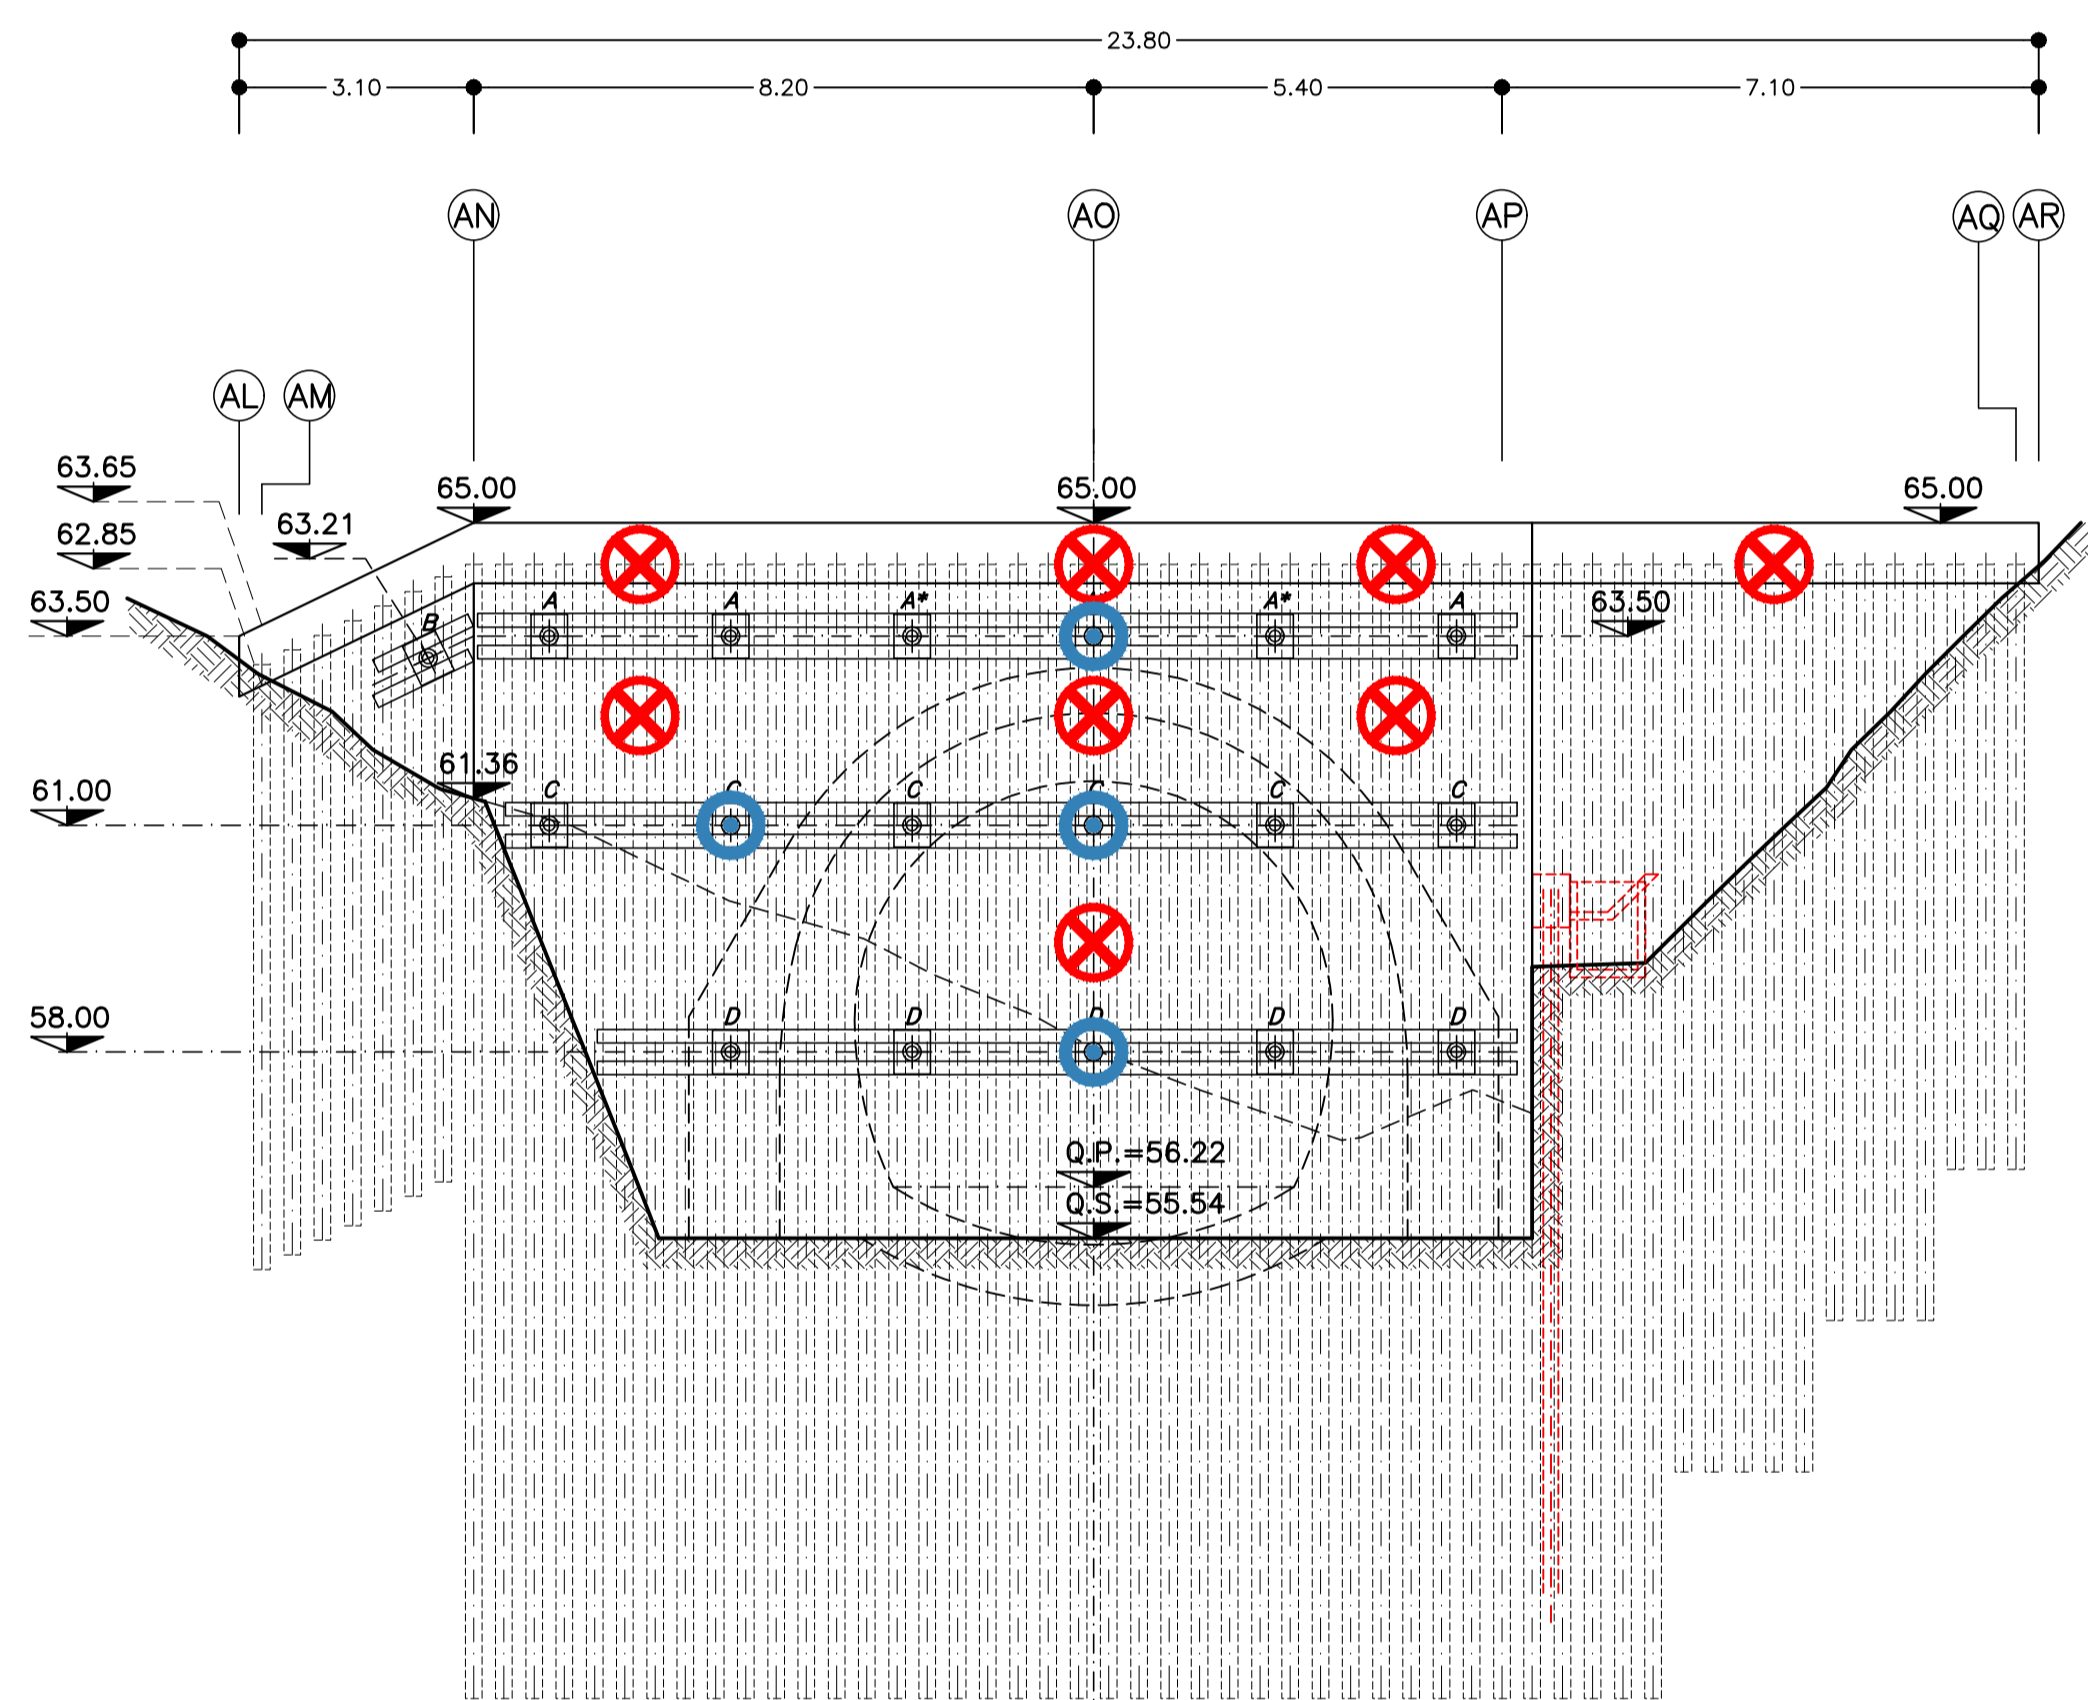 23.80
3.10 8.20 5.40 7.10
AN AO AP AQ AR
AL AM
63.65
65.00 65.00 65.00
63.21
62.85
63.50
A A A* A* A
63.50
B
61.36
61.00
C C C C C C
58.00
D D D D D
Q.P.=56.22
Q.S.=55.54